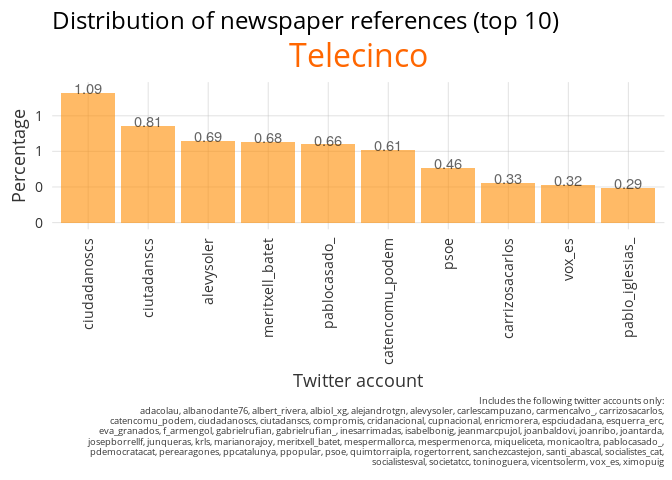 Distribution of newspaper references (top 10)
Telecinco
Percentage
1
1
0
0
1.09
0.81
0.69
0.68
0.66
0.61
0.46
0.33
0.32
0.29
ciudadanoscs
ciutadanscs
alevysoler
meritxell_batet
pablocasado_
catencomu_podem
psoe
carrizosacarlos
vox_es
pablo_iglesias_
Twitter account
Includes the following twitter accounts only:
adacolau, albanodante76, albert_rivera, albiol_xg, alejandrotgn, alevysoler, carlescampuzano, carmencalvo_, carrizosacarlos,
catencomu_podem, ciudadanoscs, ciutadanscs, compromis, cridanacional, cupnacional, enricmorera, espciudadana, esquerra_erc,
eva_granados, f_armengol, gabrielrufian, gabrielrufian_, inesarrimadas, isabelbonig, jeanmarcpujol, joanbaldovi, joanribo, joantarda,
josepborrellf, junqueras, krls, marianorajoy, meritxell_batet, mespermallorca, mespermenorca, miqueliceta, monicaoltra, pablocasado_,
pdemocratacat, perearagones, ppcatalunya, ppopular, psoe, quimtorraipla, rogertorrent, sanchezcastejon, santi_abascal, socialistes_cat,
socialistesval, societatcc, toninoguera, vicentsolerm, vox_es, ximopuig